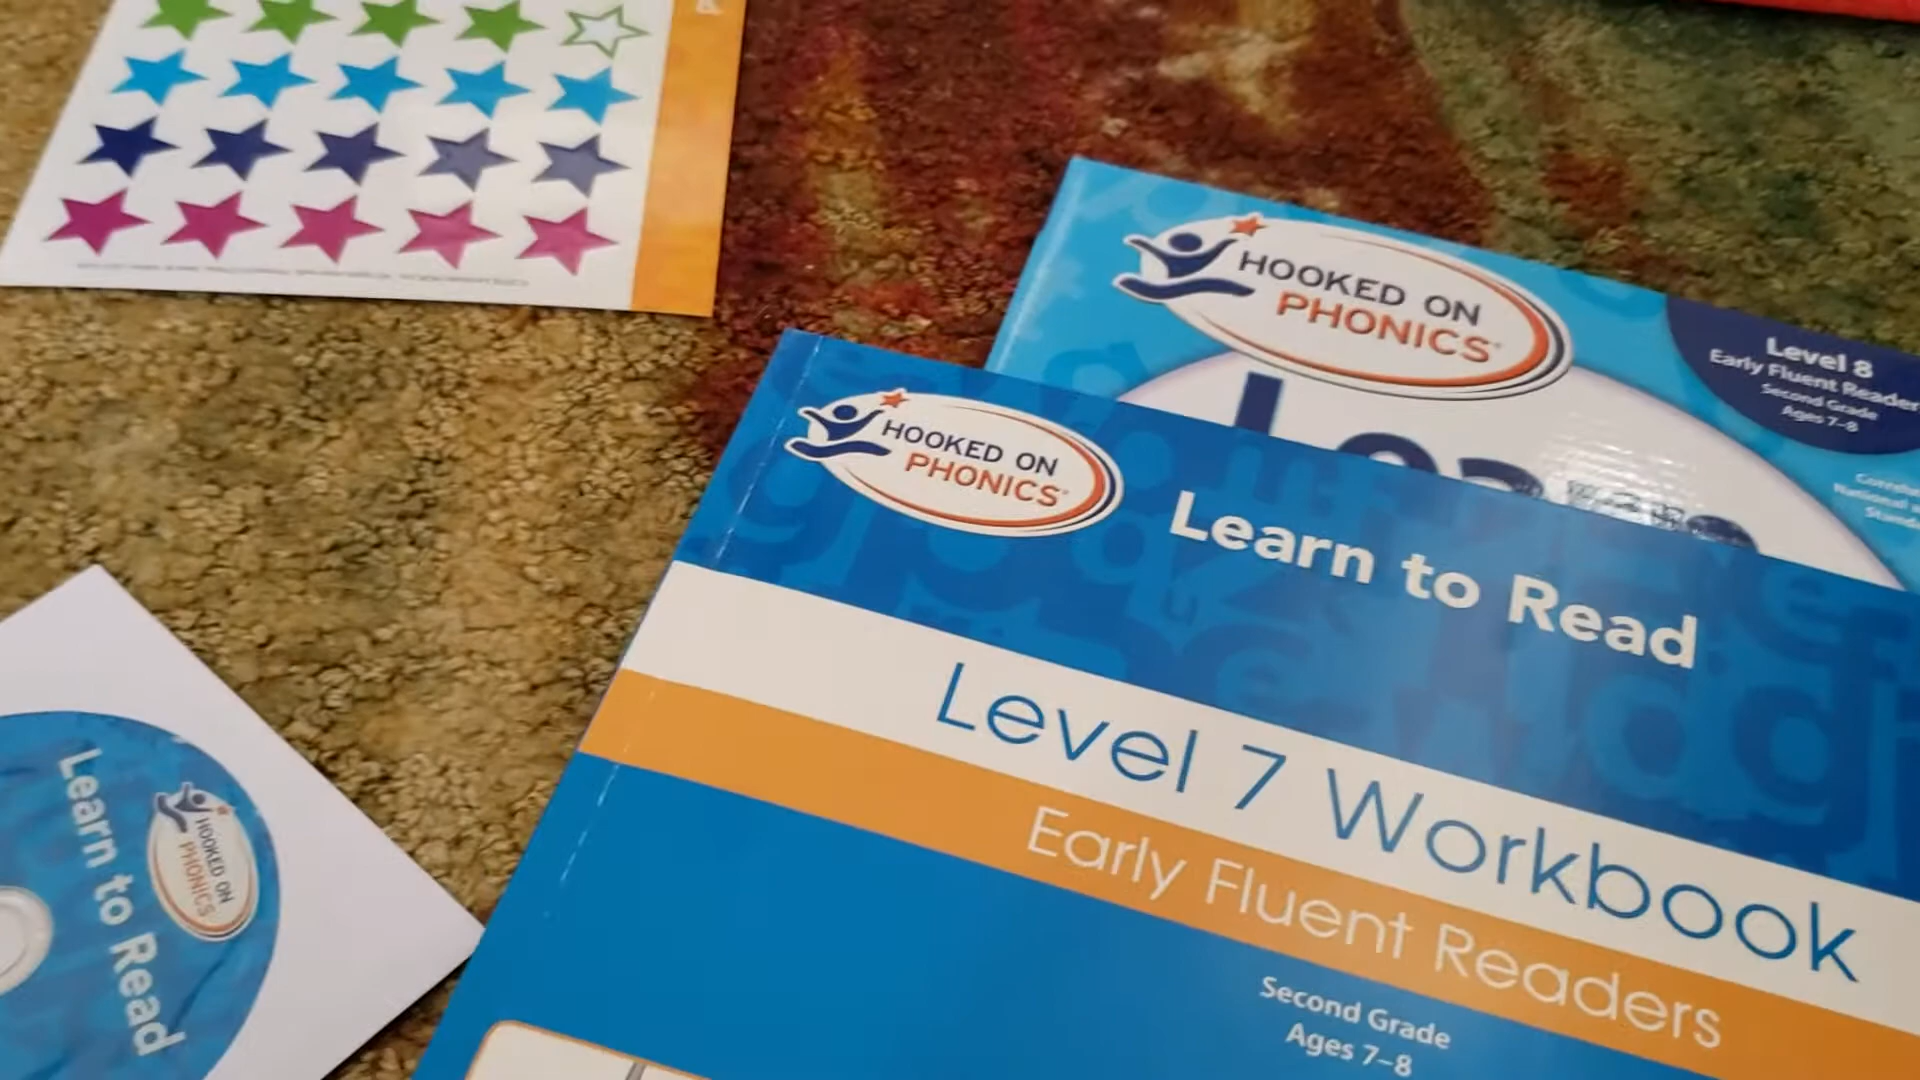 HOOKED ON
PHONICS
Level 8
Early Fluent Reader
Second Grade
Ages 7-8
HOOKED ON
PHONICS
Learn to Read
Level 7 Workbook
Early Fluent Readers
Second Grade
Ages 7-8
Learn to Read
HOOKED ON
PHONICS